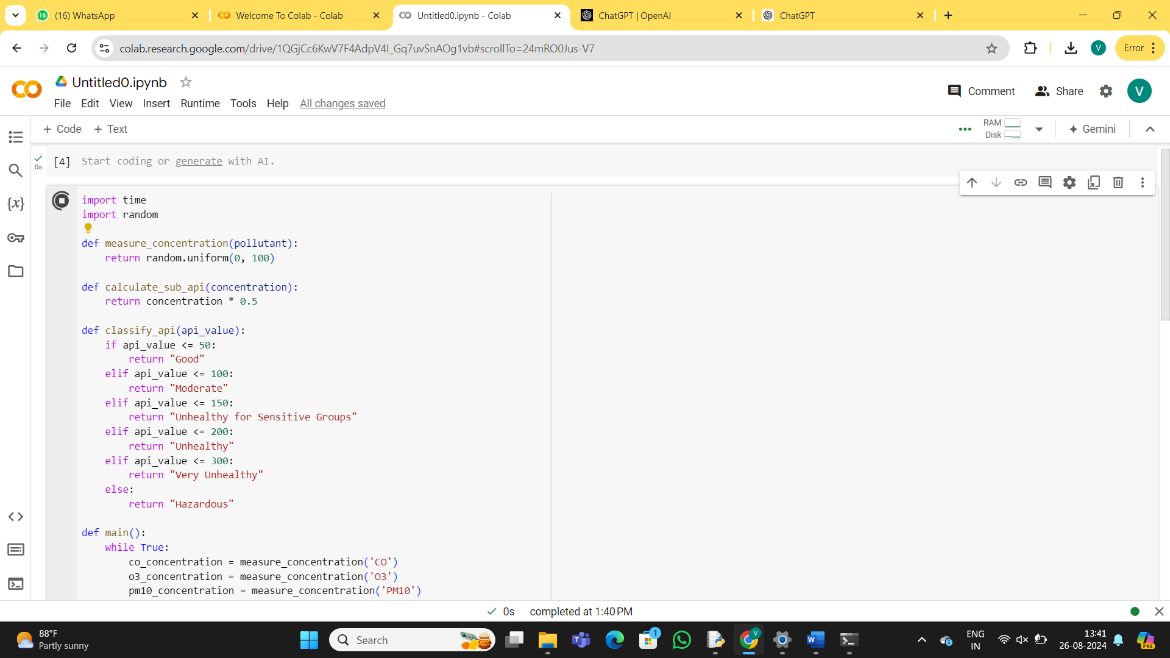 (16) WhatsApp
Welcome To Colab - Colab
Untitled0.ipynb - Colab
ChatGPT | OpenAI
ChatGPT
colab.research.google.com/drive/1QGjCc6KwV7F4AdpV4I_Gq7uvSnAOg1vb#scrollTo=24mRO0Jus-V7
V
Error
CO
Untitled0.ipynb
File Edit View Insert Runtime Tools Help All changes saved
Comment
Share
V
+ Code + Text
RAM
Disk
Gemini
0s
[4] Start coding or generate with AI.
{x}
import time
import random
def measure_concentration(pollutant):
return random.uniform(0, 100)
def calculate_sub_api(concentration):
return concentration * 0.5
def classify_api(api_value):
if api_value <= 50:
return "Good"
elif api_value <= 100:
return "Moderate"
elif api_value <= 150:
return "Unhealthy for Sensitive Groups"
elif api_value <= 200:
return "Unhealthy"
elif api_value <= 300:
return "Very Unhealthy"
else:
return "Hazardous"
def main():
while True:
co_concentration = measure_concentration('CO')
o3_concentration = measure_concentration('O3')
pm10_concentration = measure_concentration('PM10')
0s completed at 1:40 PM
88°F
Partly sunny
Search
ENG
IN
13:41
26-08-2024